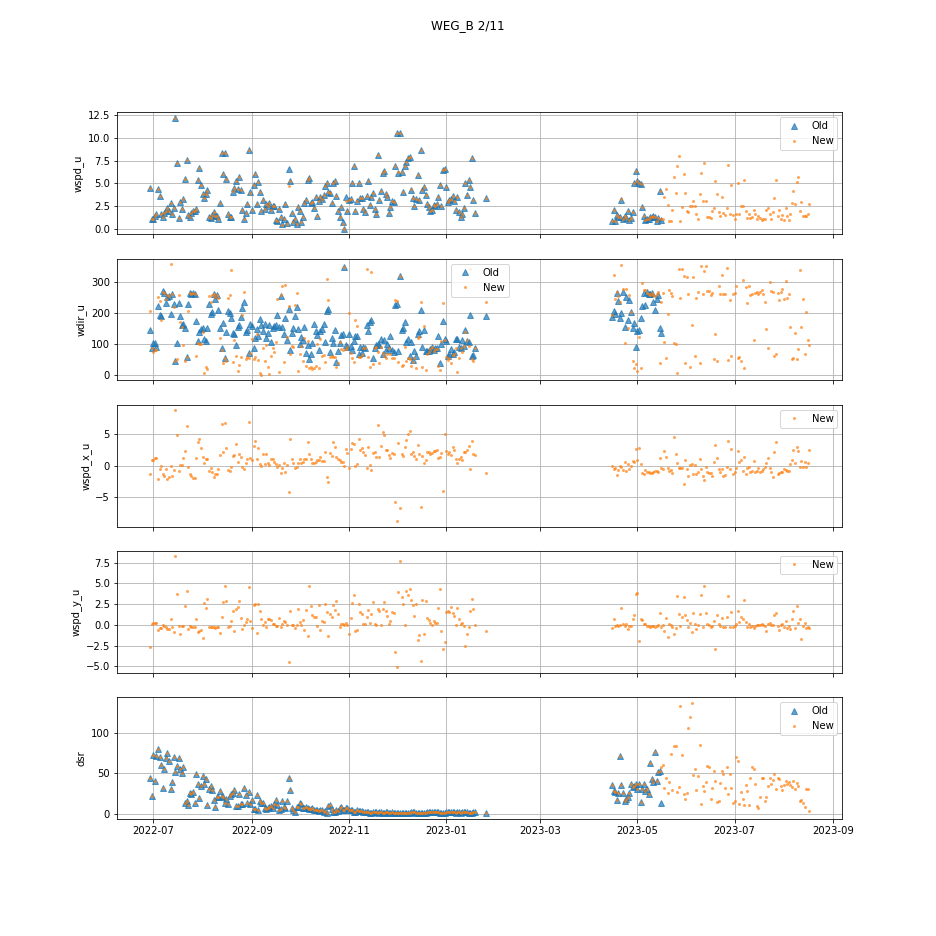 WEG_B 2/11
12.5
10.0
7.5
5.0
2.5
0.0
wspd_u
Old
New
300
200
100
0
wdir_u
Old
New
5
0
−5
wspd_x_u
New
7.5
5.0
2.5
0.0
−2.5
−5.0
wspd_y_u
New
100
50
0
dsr
Old
New
2022-07
2022-09
2022-11
2023-01
2023-03
2023-05
2023-07
2023-09